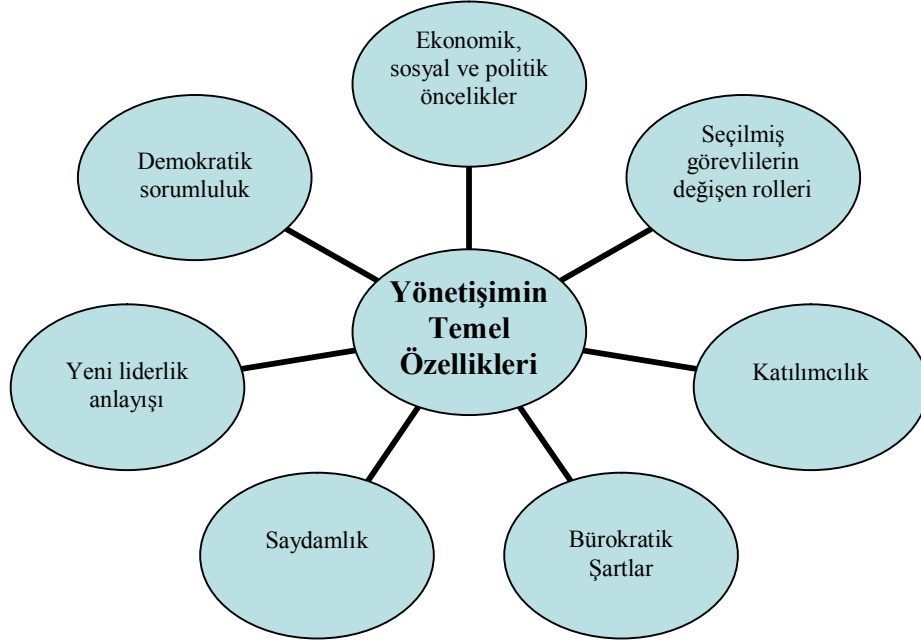 Ekonomik,
sosyal ve politik
öncelikler
Seçilmiş
görevlilerin
değişen rolleri
Demokratik
sorumluluk
Yönetişimin
Temel
Özellikleri
Yeni liderlik
anlayışı
Katılımcılık
Saydamlık
Bürokratik
Şartlar